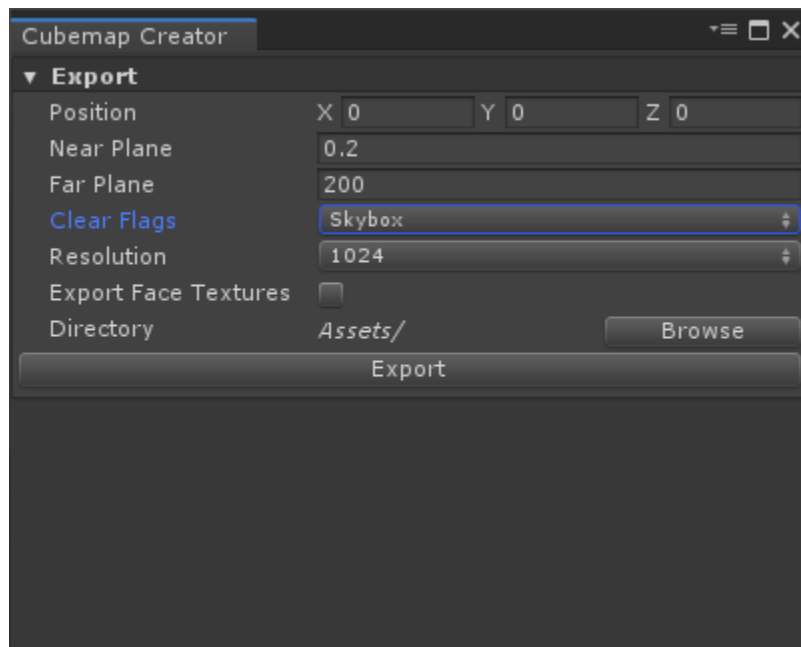 Cubemap Creator
Export
Position X 0 Y 0 Z 0
Near Plane 0.2
Far Plane 200
Clear Flags Skybox
Resolution 1024
Export Face Textures
Directory Assets/ Browse
Export